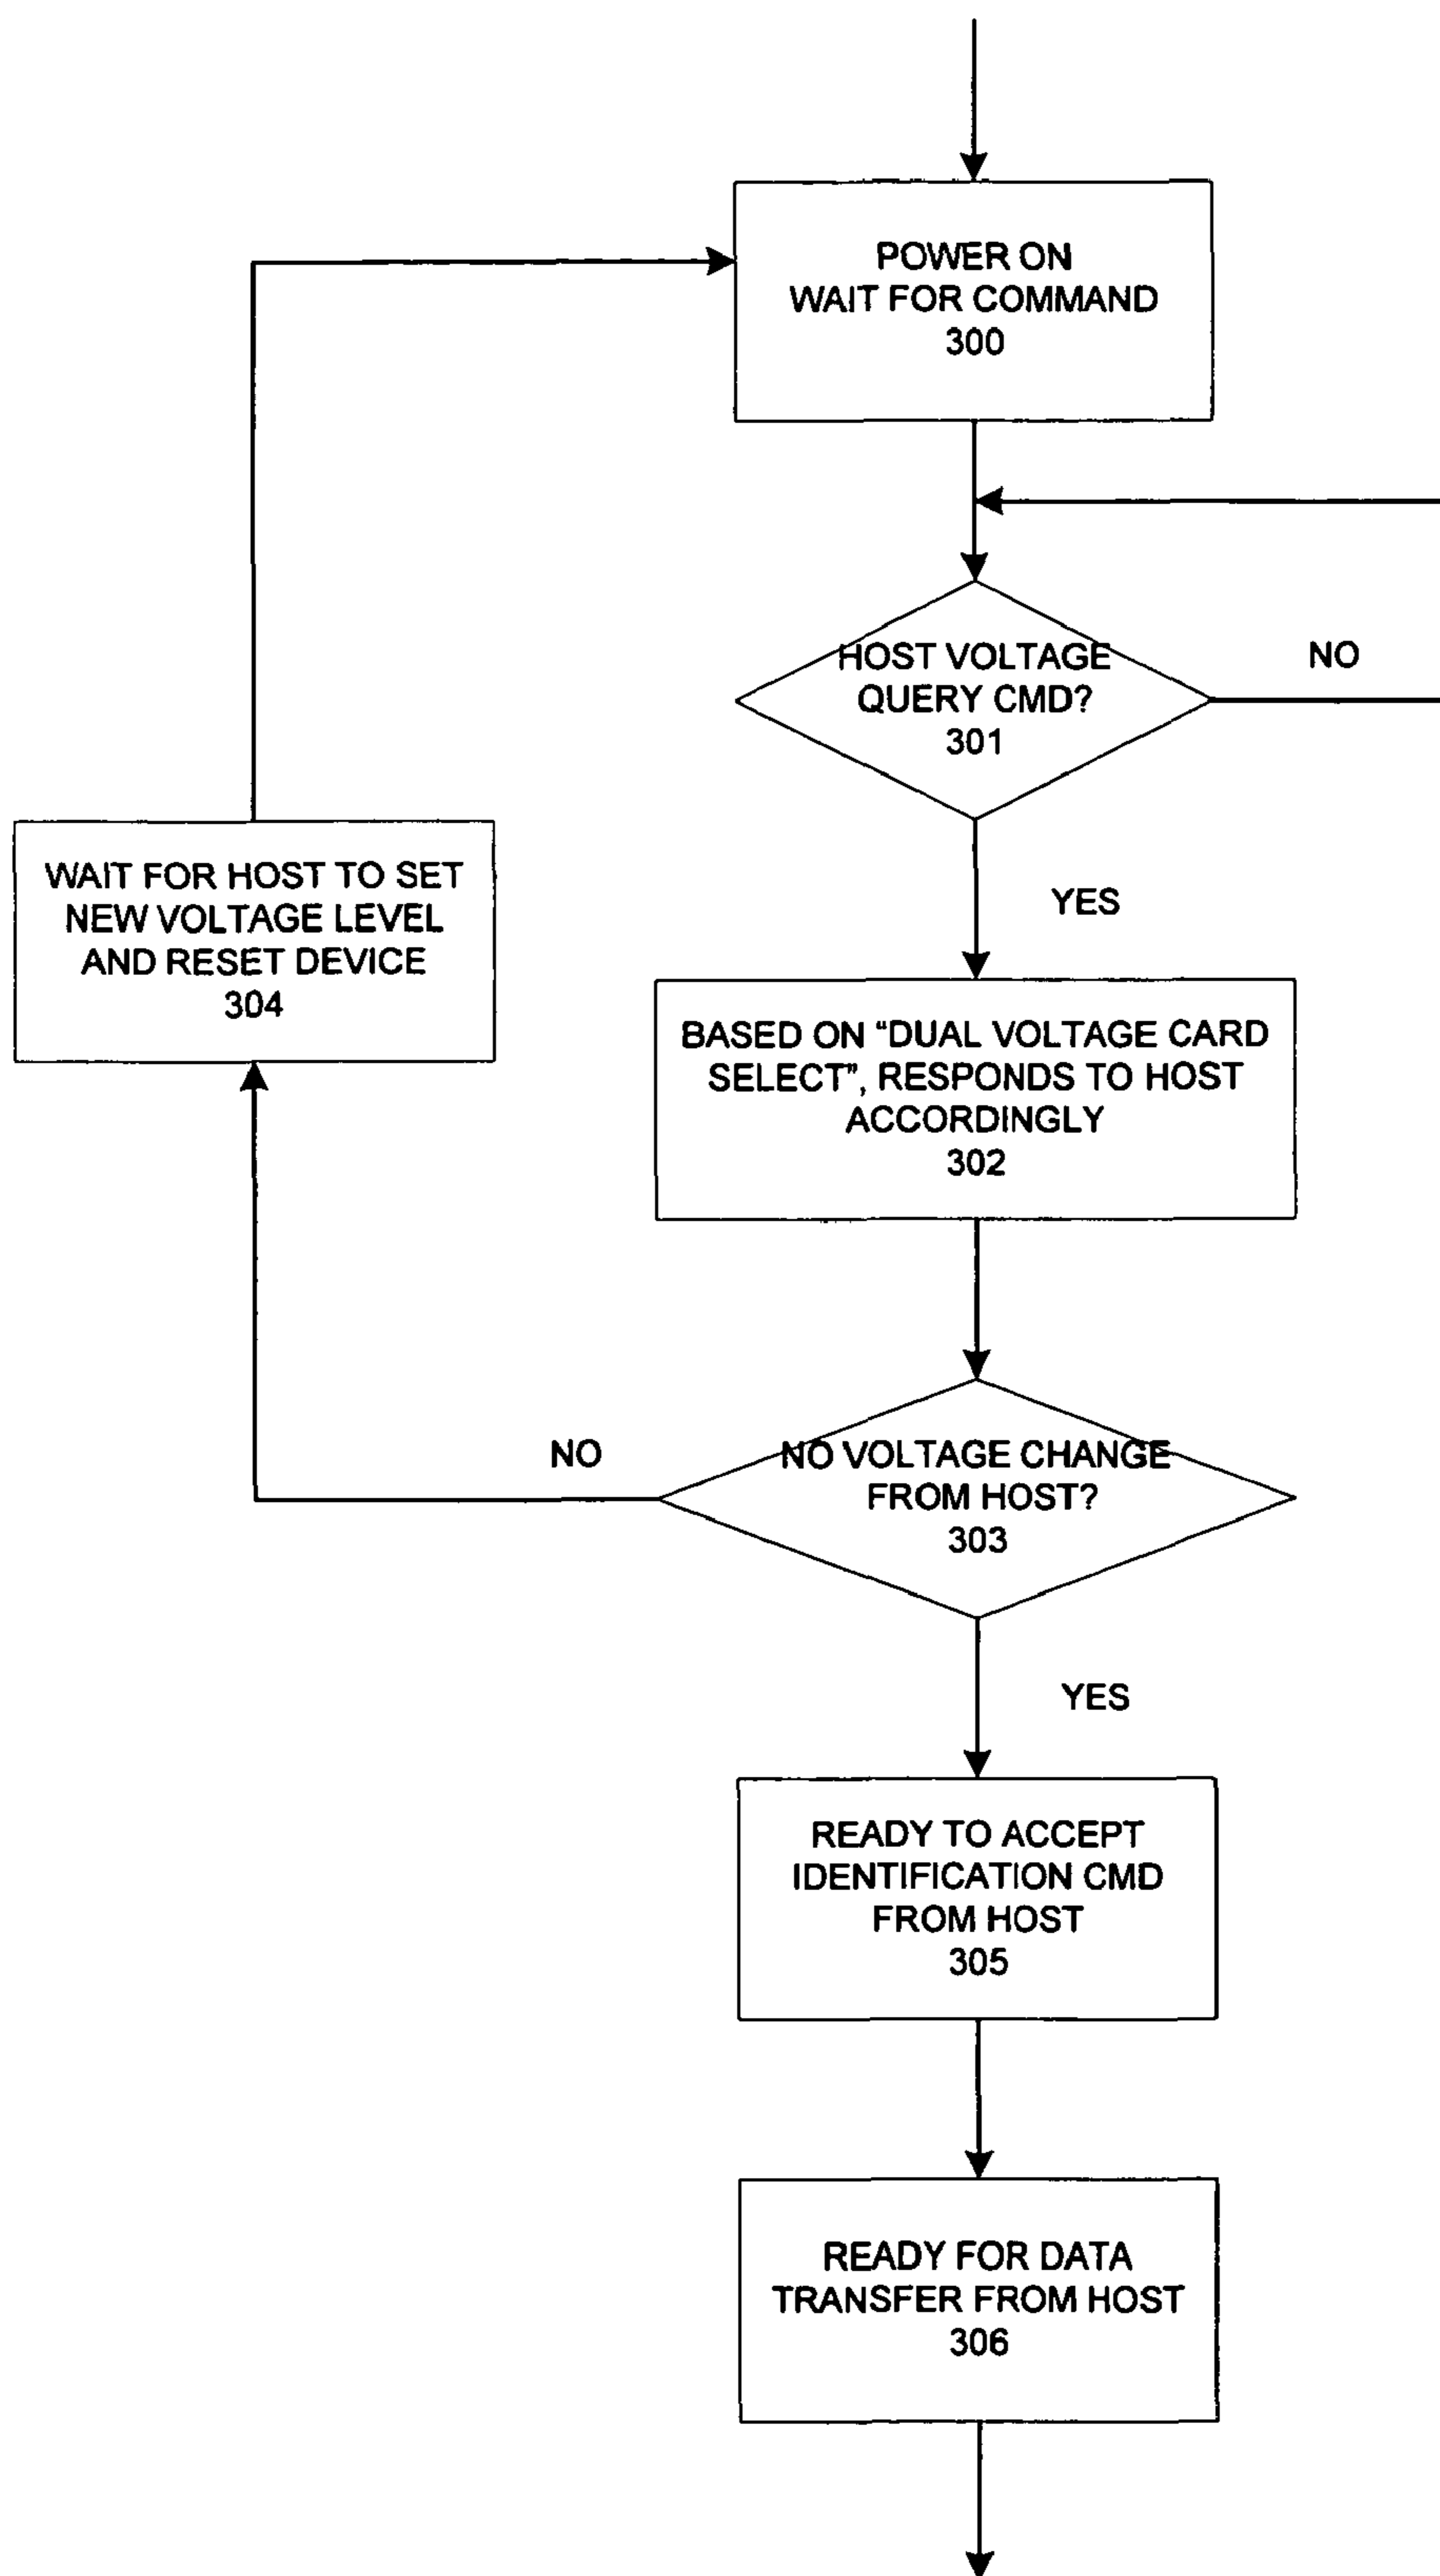 POWER ON
WAIT FOR COMMAND
300
HOST VOLTAGE
QUERY CMD?
301
NO
YES
WAIT FOR HOST TO SET
NEW VOLTAGE LEVEL
AND RESET DEVICE
304
BASED ON "DUAL VOLTAGE CARD
SELECT", RESPONDS TO HOST
ACCORDINGLY
302
NO
NO VOLTAGE CHANGE
FROM HOST?
303
YES
READY TO ACCEPT
IDENTIFICATION CMD
FROM HOST
305
READY FOR DATA
TRANSFER FROM HOST
306